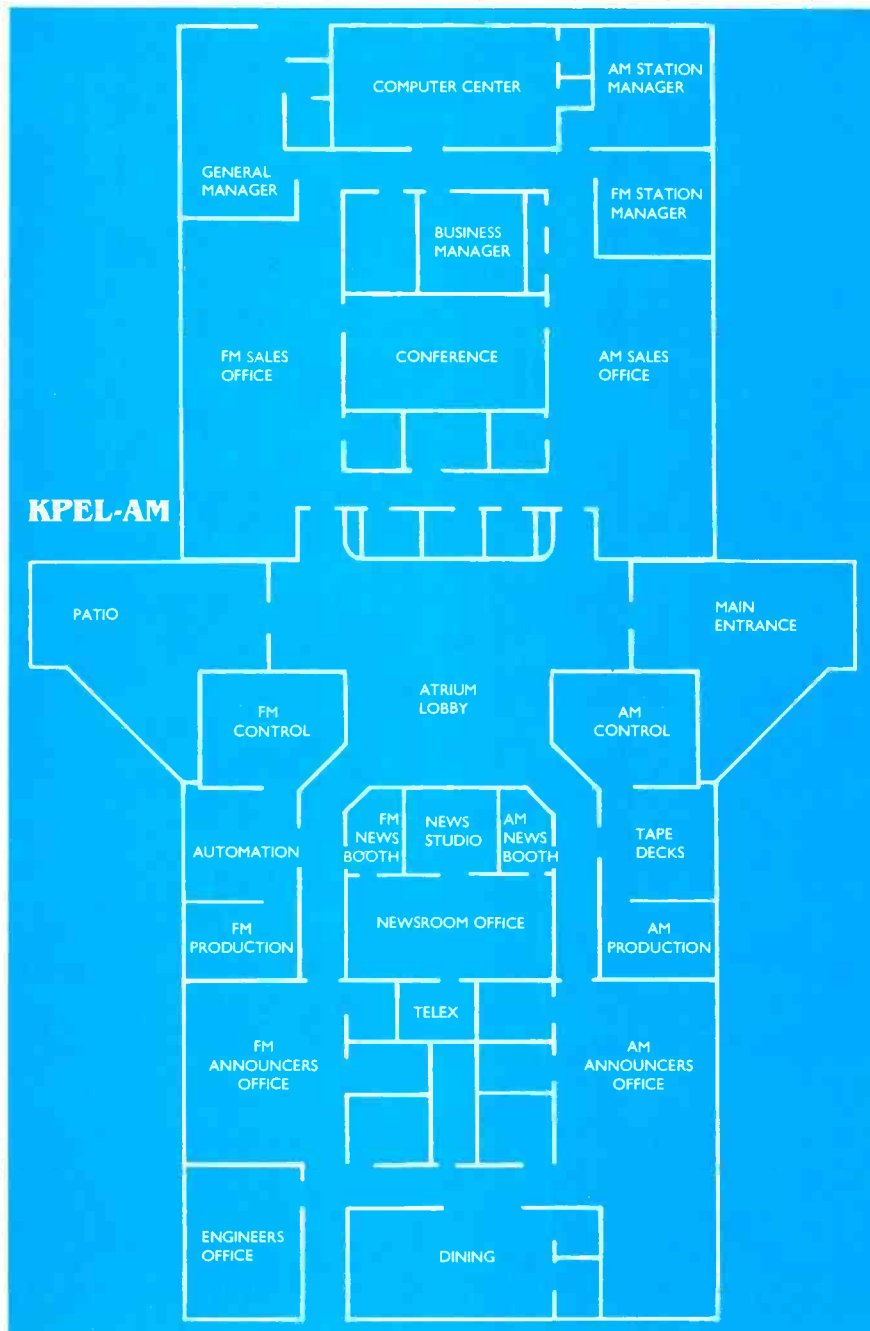 COMPUTER CENTER
AM STATION
MANAGER
GENERAL
MANAGER
FM STATION
MANAGER
BUSINESS
MANAGER
FM SALES
OFFICE
CONFERENCE
AM SALES
OFFICE
KPEL-AM
PATIO
MAIN
ENTRANCE
ATRIUM
LOBBY
FM
CONTROL
AM
CONTROL
FM
NEWS
BOOTH
NEWS
STUDIO
AM
NEWS
BOOTH
AUTOMATION
TAPE
DECKS
FM
PRODUCTION
NEWSROOM OFFICE
AM
PRODUCTION
TELEX
FM
ANNOUNCERS
OFFICE
AM
ANNOUNCERS
OFFICE
ENGINEERS
OFFICE
DINING